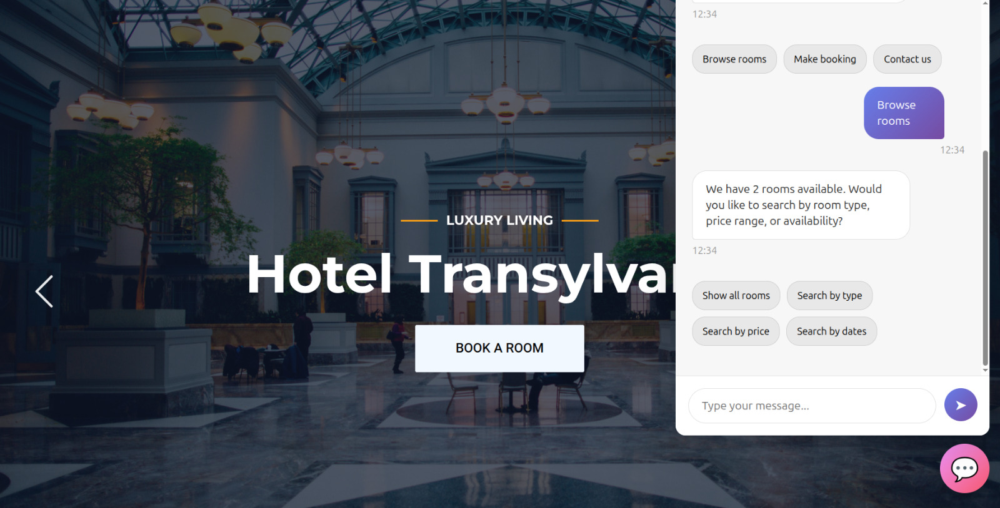 LUXURY LIVING
Hotel Transylva
BOOK A ROOM
12:34
Browse rooms
Make booking
Contact us
Browse
rooms
12:34
We have 2 rooms available. Would
you like to search by room type,
price range, or availability?
12:34
Show all rooms
Search by type
Search by price
Search by dates
Type your message...